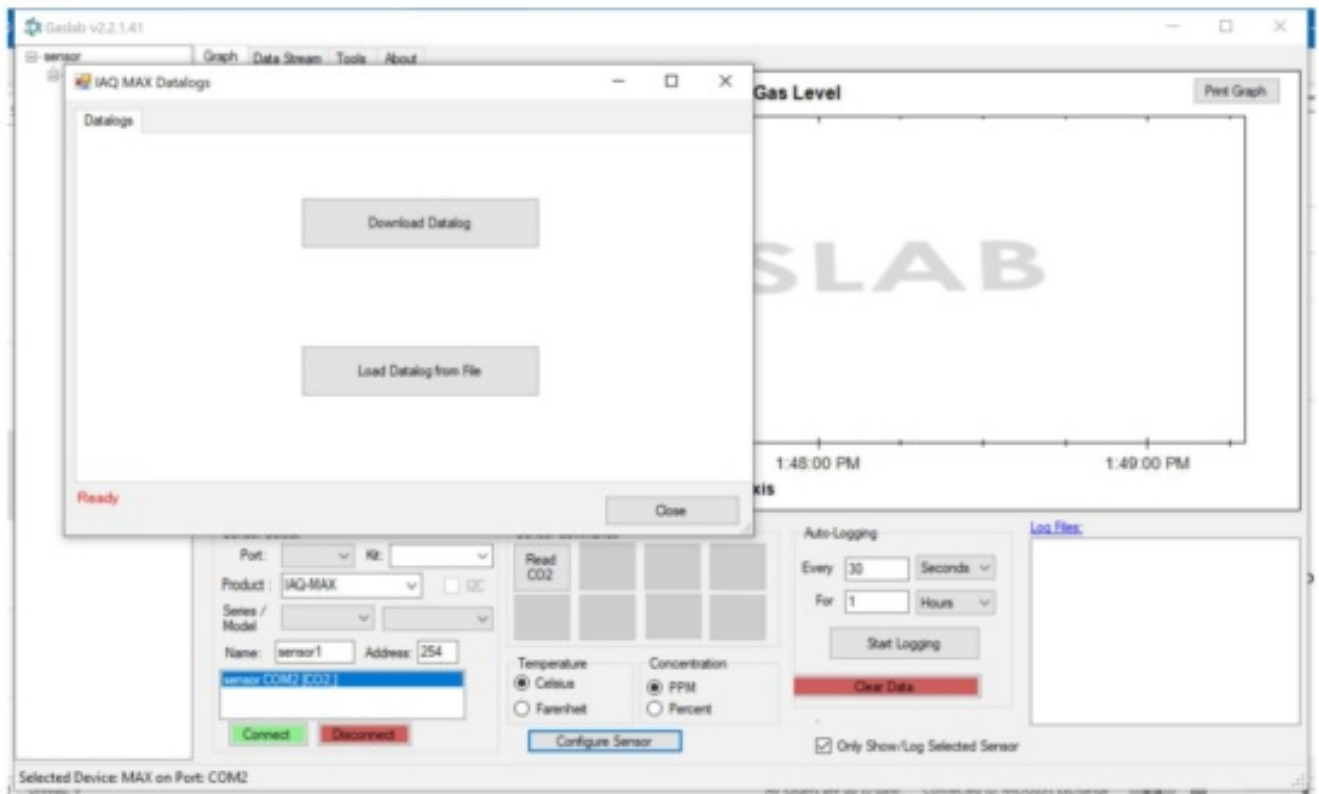 Gaslab v2.2.1.41
sensor
Graph Data Stream Tools About
IAQ MAX Datalogs
Datalogs
Download Datalog
Load Datalog from File
Ready
Close
Gas Level
Print Graph
SLAB
1:48:00 PM 1:49:00 PM
xis
Port: Kit:
Product : IAQ-MAX I2C
Series /
Model
Name: sensor1 Address: 254
sensor COM2 [CO2 ]
Connect Disconnect
Read
CO2
Temperature
Celsius
Farenheit
Concentration
PPM
Percent
Configure Sensor
Auto-Logging
Every 30 Seconds
For 1 Hours
Start Logging
Clear Data
Only Show/Log Selected Sensor
Log Files:
Selected Device: MAX on Port: COM2